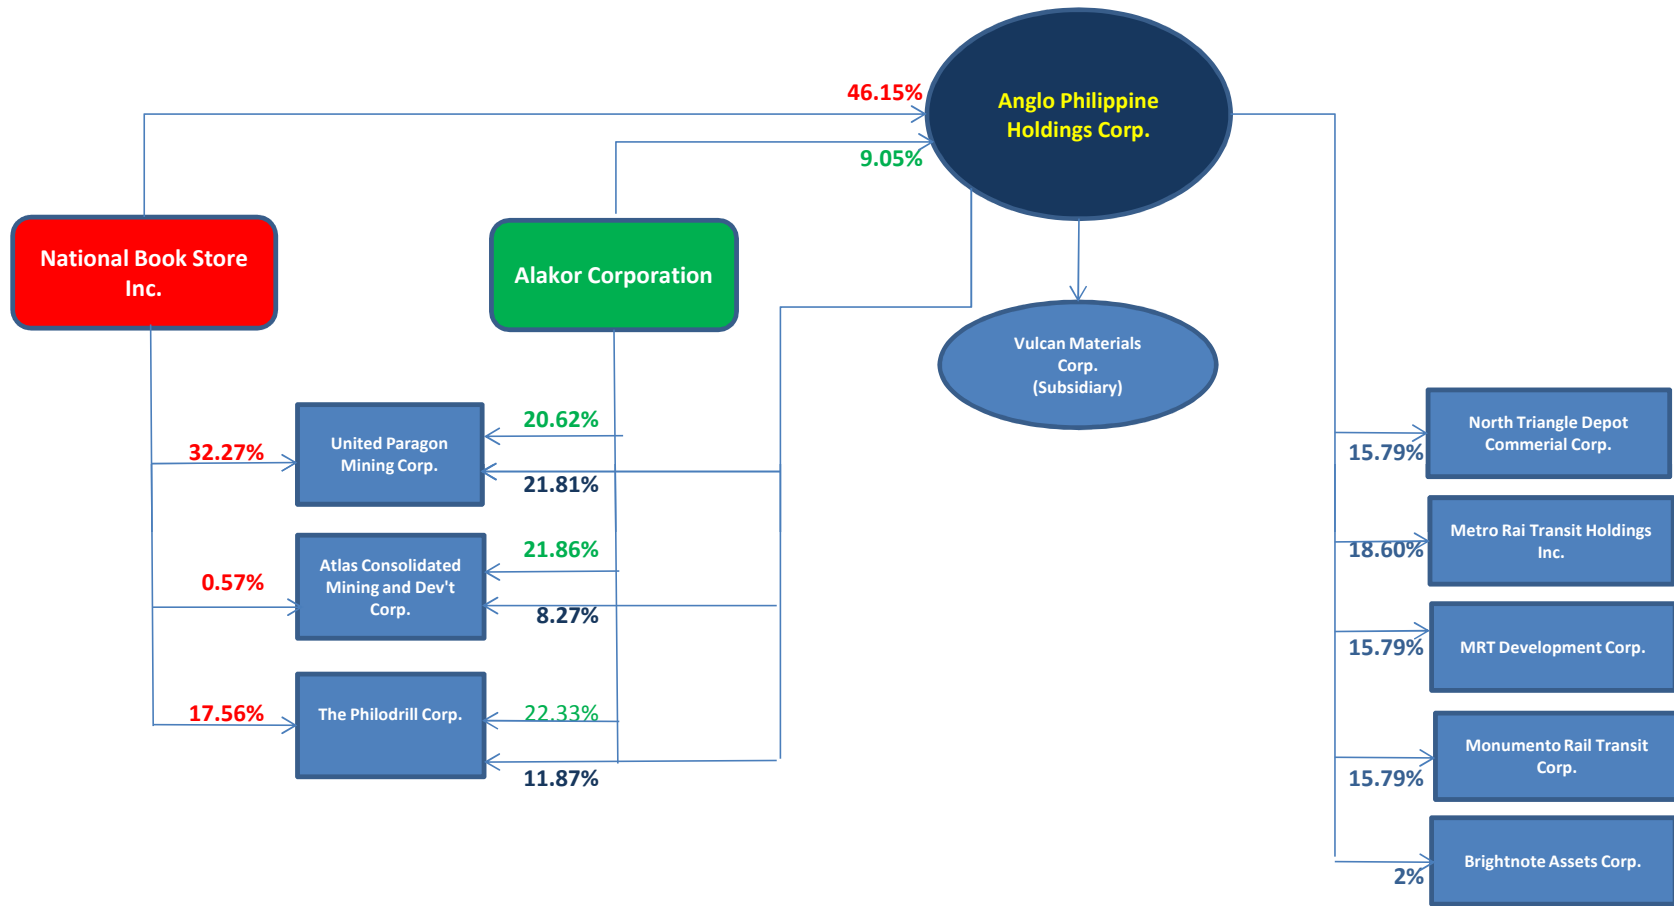 46.15%
Anglo Philippine
Holdings Corp.
9.05%
National Book Store
Inc.
Alakor Corporation
Vulcan Materials
Corp.
(Subsidiary)
United Paragon
Mining Corp.
32.27%
20.62%
21.81%
Atlas Consolidated
Mining and Dev't
Corp.
0.57%
21.86%
8.27%
The Philodrill Corp.
17.56%
22.33%
11.87%
North Triangle Depot
Commerial Corp.
15.79%
Metro Rai Transit Holdings
Inc.
18.60%
MRT Development Corp.
15.79%
Monumento Rail Transit
Corp.
15.79%
Brightnote Assets Corp.
2%